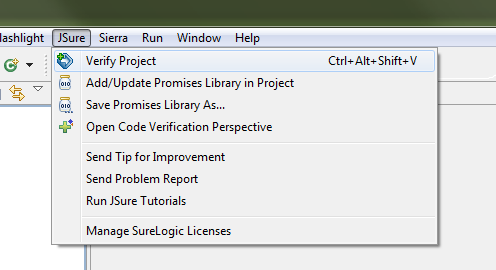 lashlight JSure Sierra Run Window Help
Verify Project Ctrl+Alt+Shift+V
Add/Update Promises Library in Project
Save Promises Library As...
Open Code Verification Perspective
Send Tip for Improvement
Send Problem Report
Run JSure Tutorials
Manage SureLogic Licenses